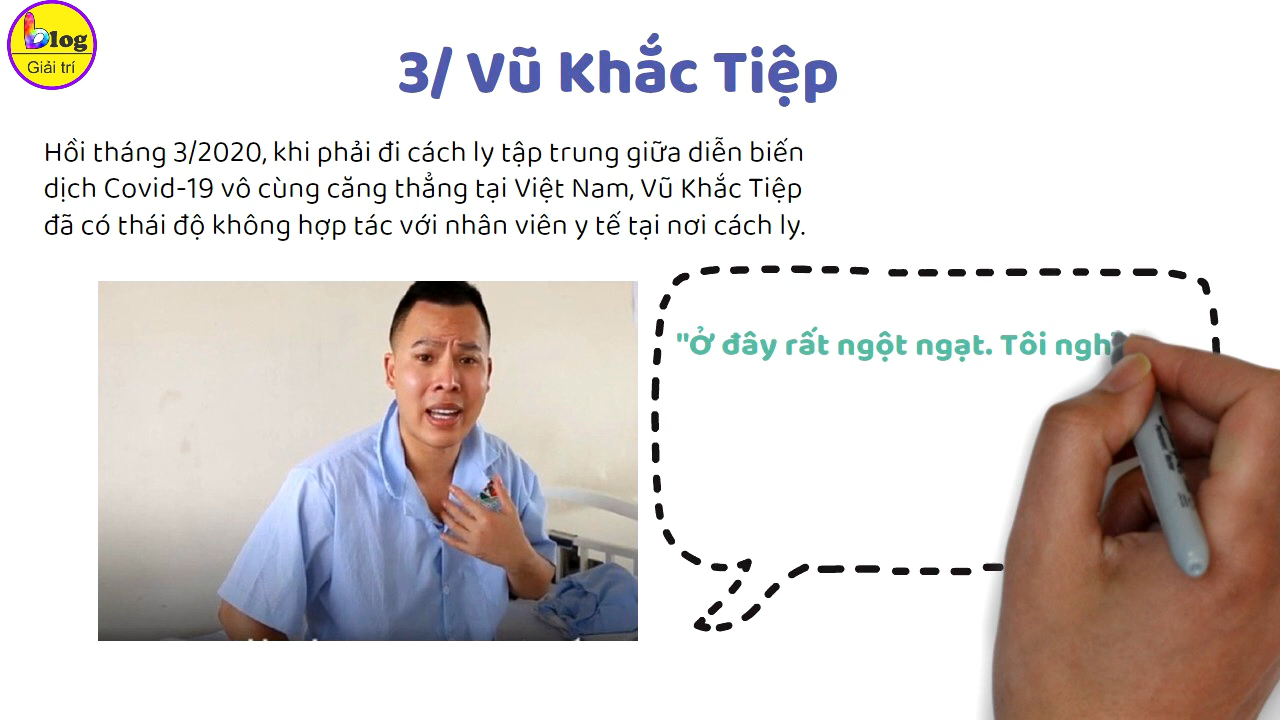 blog
Giải trí
3/ Vũ Khắc Tiệp
Hồi tháng 3/2020, khi phải đi cách ly tập trung giữa diễn biến
dịch Covid-19 vô cùng căng thẳng tại Việt Nam, Vũ Khắc Tiệp
đã có thái độ không hợp tác với nhân viên y tế tại nơi cách ly.
"Ở đây rất ngột ngạt. Tôi